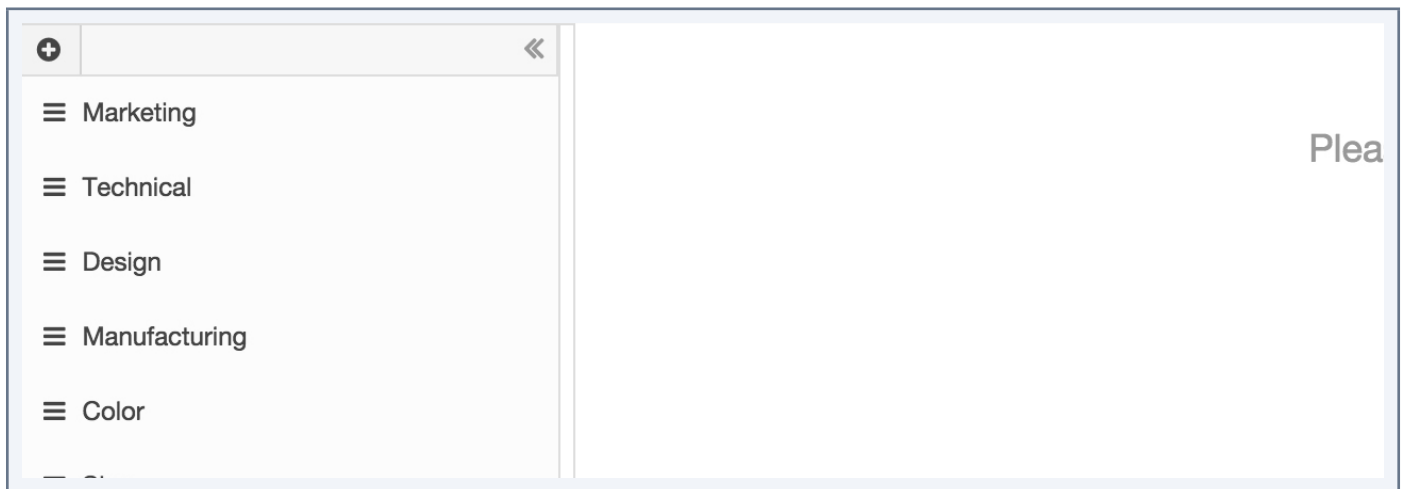 Marketing
Plea
Technical
Design
Manufacturing
Color